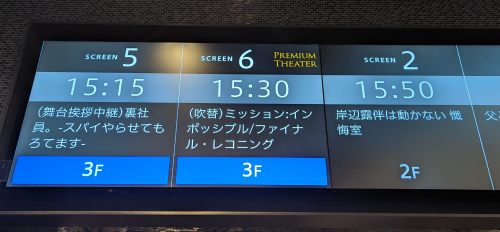 SCREEN 5
15:15
(舞台挨拶中継)裏社
員。-スパイやらせても
ろてます-
3F
SCREEN 6 PREMIUM THEATER
15:30
(吹替)ミッション:イン
ポッシブル/ファイナ
ル・レコニング
3F
SCREEN 2
15:50
岸辺露伴は動かない 懺
悔室
2F
父